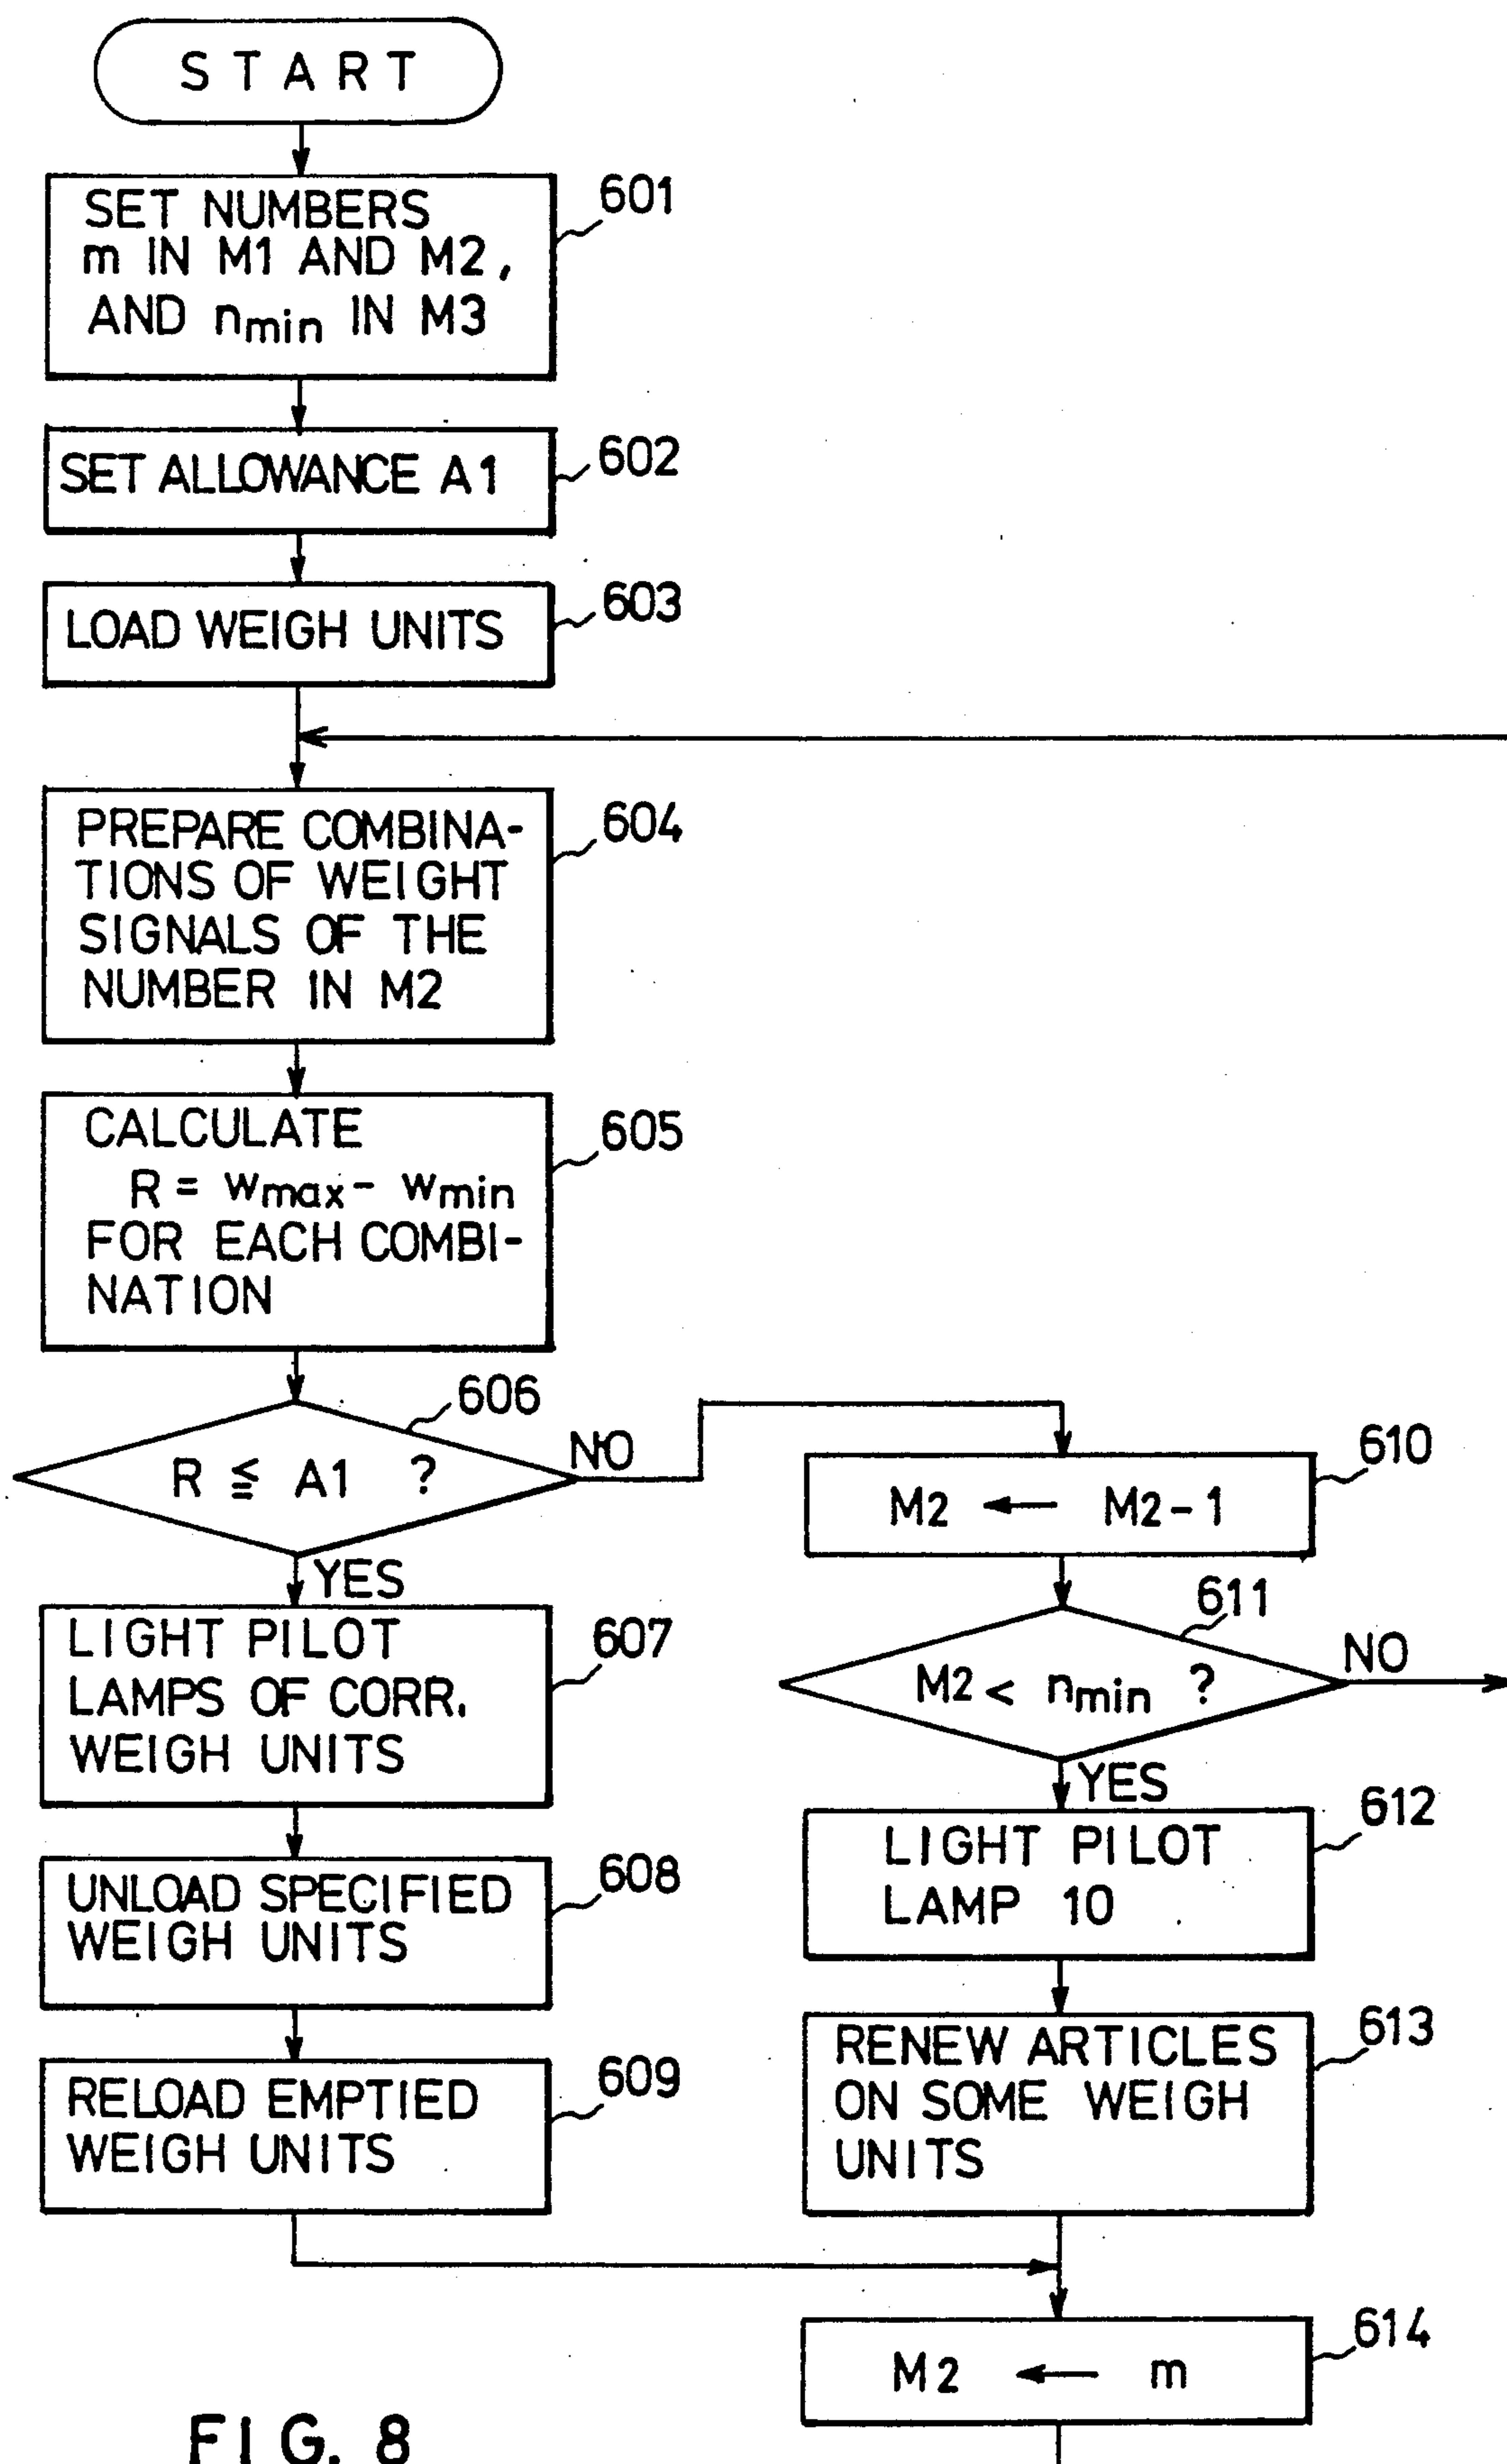 START
SET NUMBERS
m IN M1 AND M2,
AND nmin IN M3
601
SET ALLOWANCE A1
602
LOAD WEIGH UNITS
603
PREPARE COMBINA-
TIONS OF WEIGHT
SIGNALS OF THE
NUMBER IN M2
604
CALCULATE
R = wmax - wmin
FOR EACH COMBI-
NATION
605
606
R ≦ A1 ?
NO
YES
LIGHT PILOT
LAMPS OF CORR.
WEIGH UNITS
607
UNLOAD SPECIFIED
WEIGH UNITS
608
RELOAD EMPTIED
WEIGH UNITS
609
610
M2 ← M2-1
611
M2 < nmin ?
NO
YES
612
LIGHT PILOT
LAMP 10
613
RENEW ARTICLES
ON SOME WEIGH
UNITS
614
M2 ← m
FIG. 8